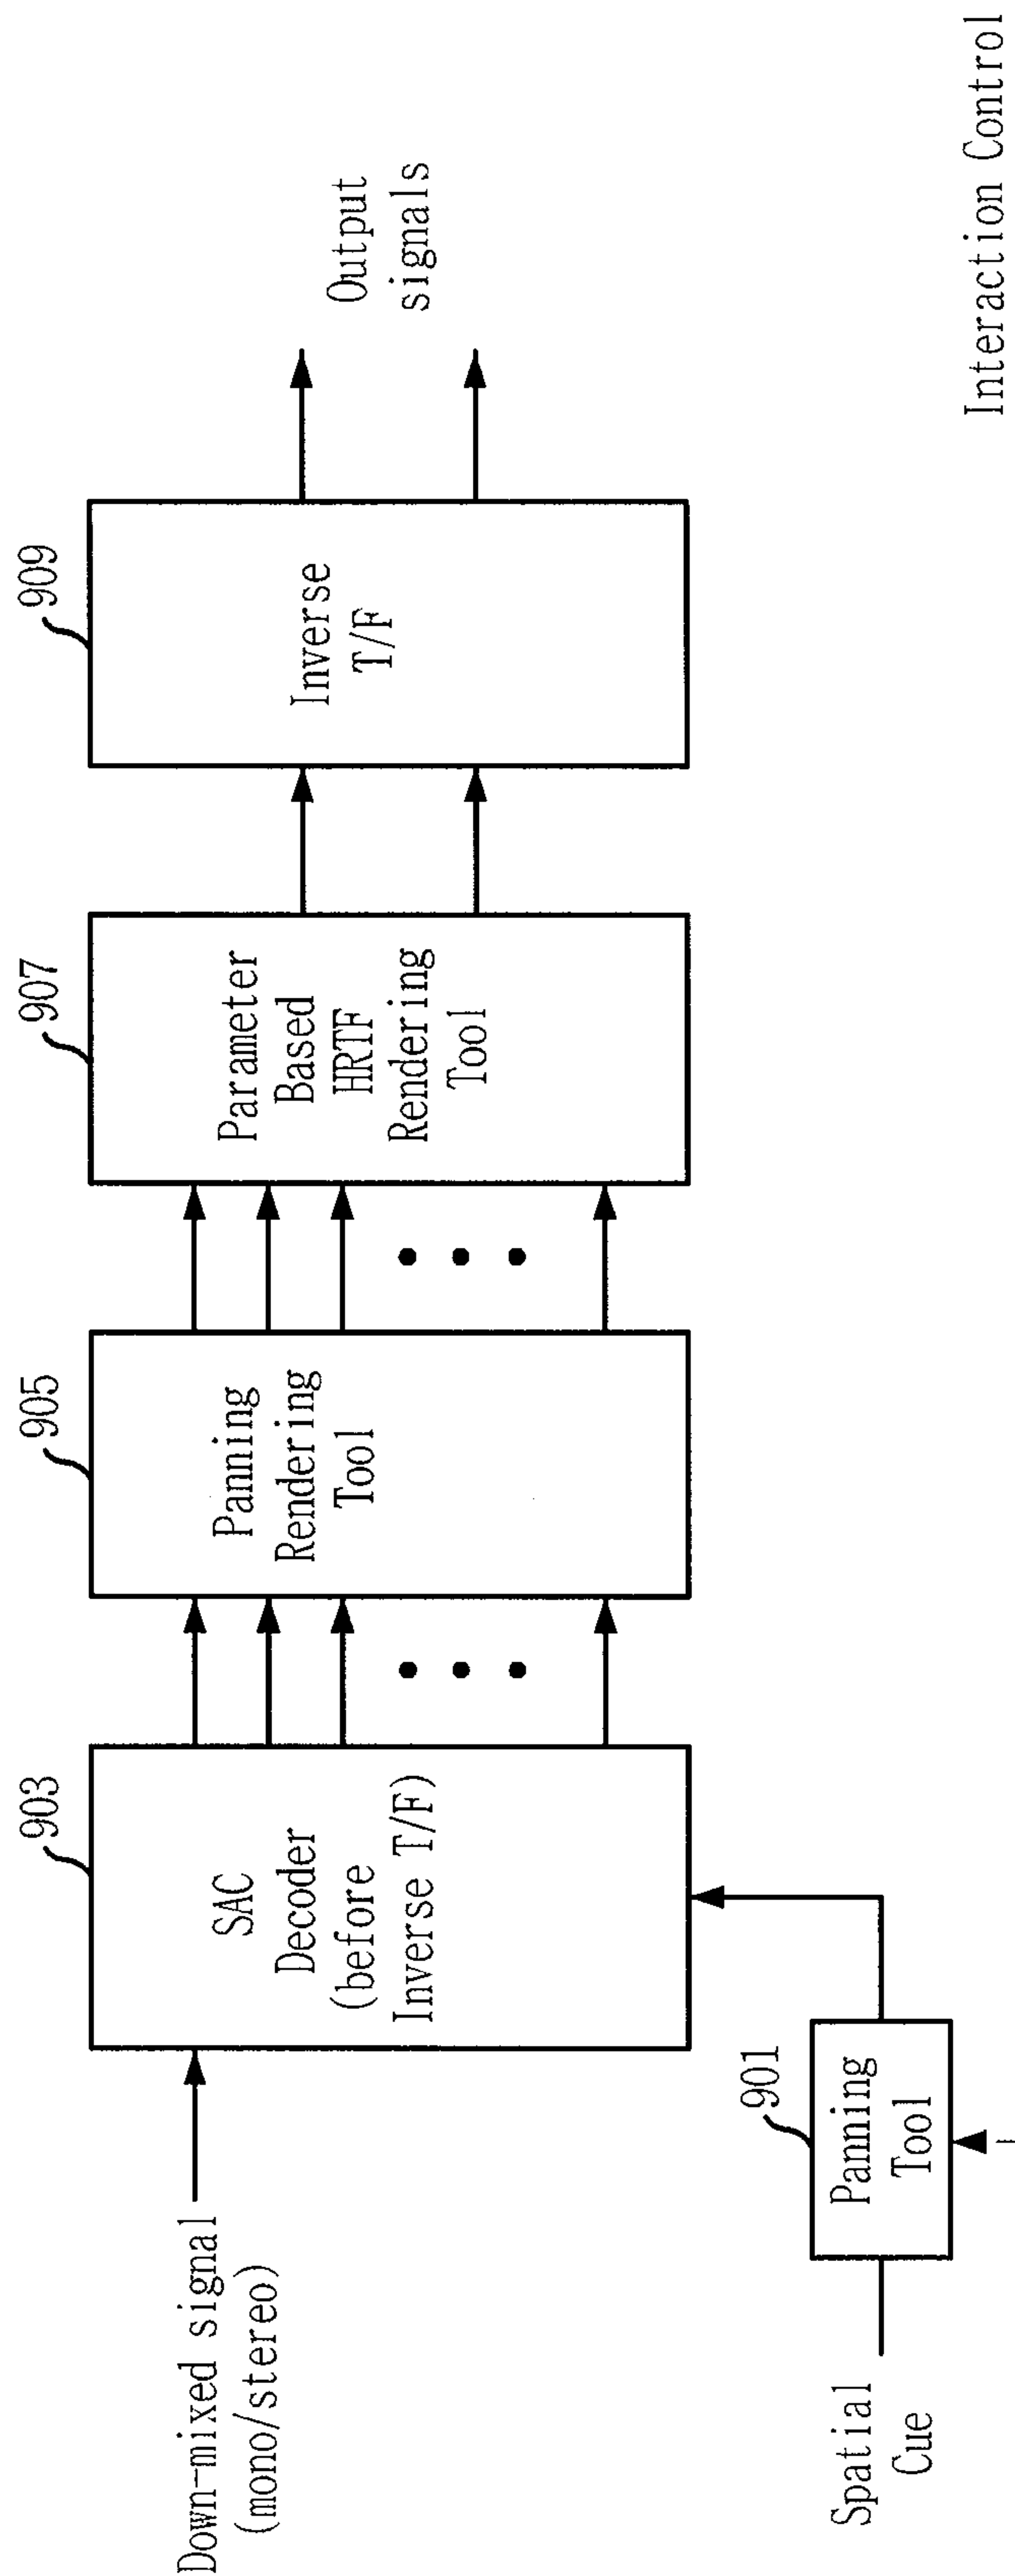 Down-mixed signal
(mono/stereo)
903
SAC
Decoder
(before
Inverse T/F)
905
Panning
Rendering
Tool
907
Parameter
Based
HRTF
Rendering
Tool
909
Inverse
T/F
Output
signals
Spatial
Cue
901
Panning
Tool
Interaction Control